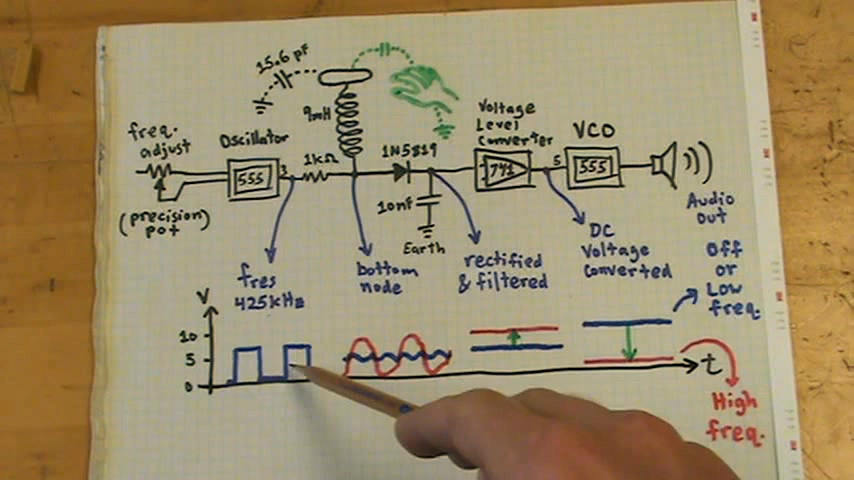 15.6 pF
9mH
freq.
adjust
Oscillator
555
3
1kΩ
1N5819
Voltage
Level
Converter
741
5
VCO
555
(precision)
pot
10nF
Earth
Audio
out
fres
425kHz
bottom
node
rectified
& filtered
DC
Voltage
Converted
Off
or
Low
freq.
V
10
5
0
t
High
freq.